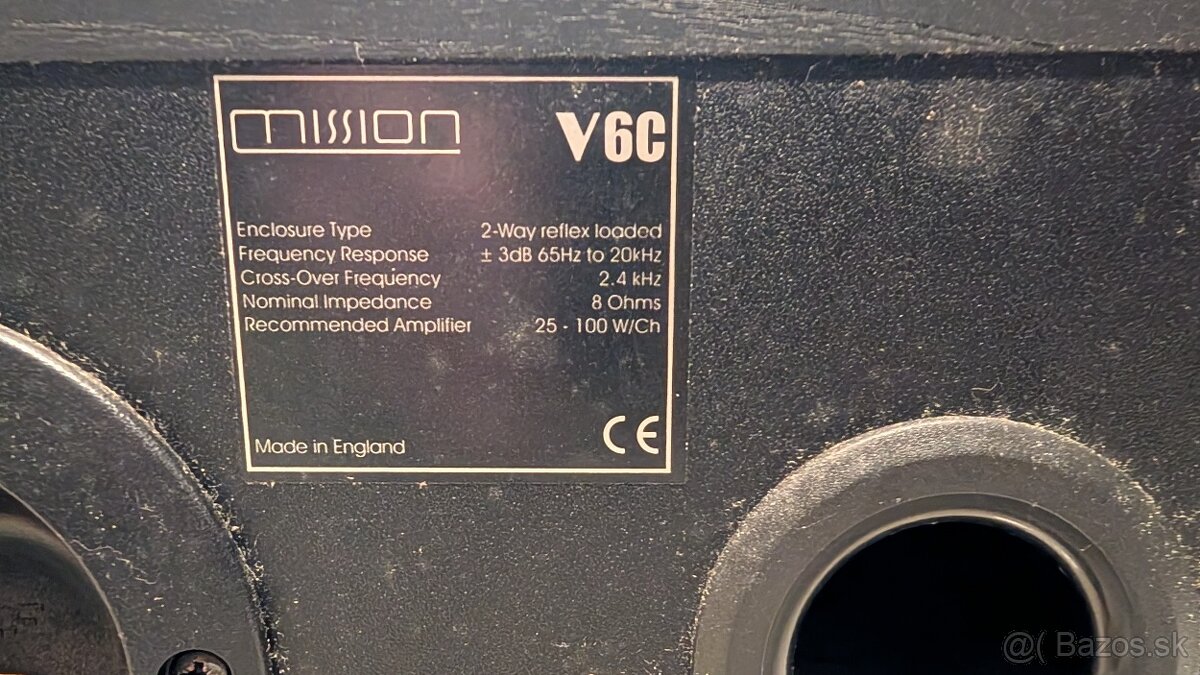 mission V6C
Enclosure Type 2-Way reflex loaded
Frequency Response ± 3dB 65Hz to 20kHz
Cross-Over Frequency 2.4 kHz
Nominal Impedance 8 Ohms
Recommended Amplifier 25 - 100 W/Ch
Made in England CE
@( Bazos.sk